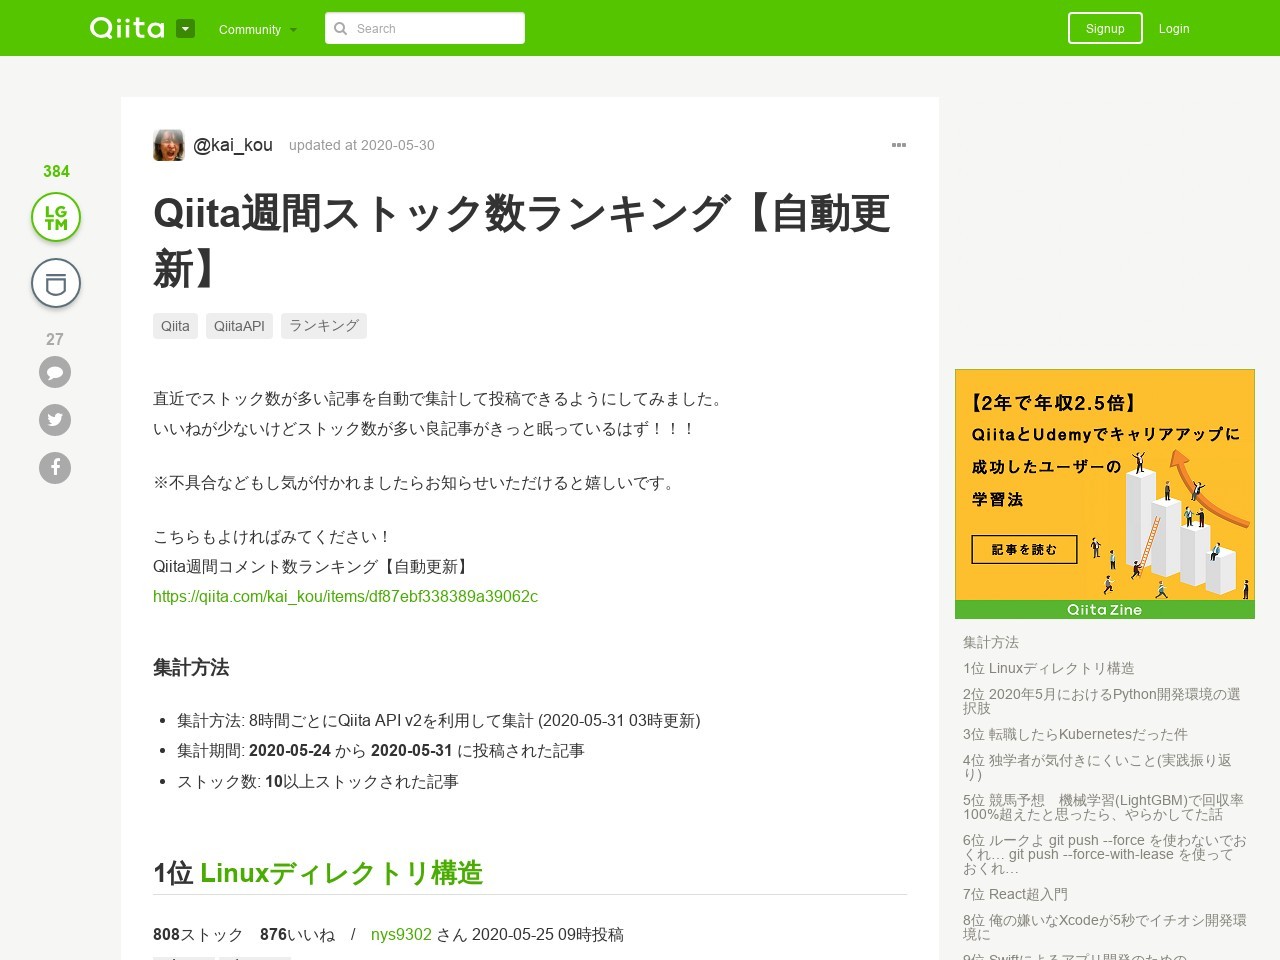 Qiita
Community
Search
Signup
Login
384
LG
TM
27
@kai_kou
updated at 2020-05-30
Qiita週間ストック数ランキング【自動更
新】
Qiita
QiitaAPI
ランキング
直近でストック数が多い記事を自動で集計して投稿できるようにしてみました。
いいねが少ないけどストック数が多い良記事がきっと眠っているはず！！！
※不具合などもし気が付かれましたらお知らせいただけると嬉しいです。
こちらもよければみてください！
Qiita週間コメント数ランキング【自動更新】
https://qiita.com/kai_kou/items/df87ebf338389a39062c
集計方法
集計方法: 8時間ごとにQiita API v2を利用して集計 (2020-05-31 03時更新)
集計期間: 2020-05-24 から 2020-05-31 に投稿された記事
ストック数: 10以上ストックされた記事
1位 Linuxディレクトリ構造
808ストック　876いいね　/　nys9302 さん 2020-05-25 09時投稿
【2年で年収2.5倍】
QiitaとUdemyでキャリアアップに
成功したユーザーの
学習法
記事を読む
Qiita Zine
集計方法
1位 Linuxディレクトリ構造
2位 2020年5月におけるPython開発環境の選
択肢
3位 転職したらKubernetesだった件
4位 独学者が気付きにくいこと(実践振り返
り)
5位 競馬予想　機械学習(LightGBM)で回収率
100%超えたと思ったら、やらかしてた話
6位 ルークよ git push --force を使わないでお
くれ… git push --force-with-lease を使って
おくれ…
7位 React超入門
8位 俺の嫌いなXcodeが5秒でイチオシ開発環
境に
9位 Swiftによるアプリ開発のための